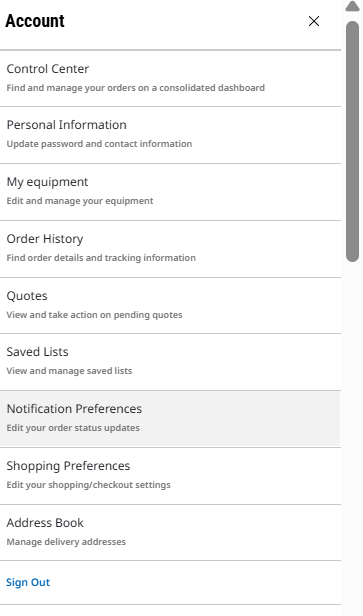 Account
Control Center
Find and manage your orders on a consolidated dashboard
Personal Information
Update password and contact information
My equipment
Edit and manage your equipment
Order History
Find order details and tracking information
Quotes
View and take action on pending quotes
Saved Lists
View and manage saved lists
Notification Preferences
Edit your order status updates
Shopping Preferences
Edit your shopping/checkout settings
Address Book
Manage delivery addresses
Sign Out